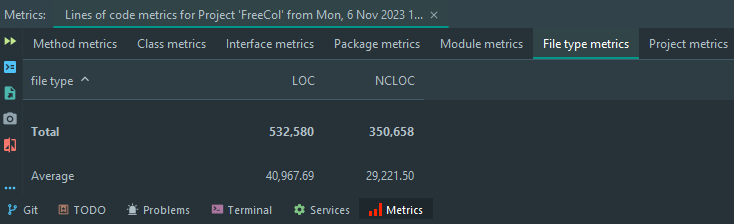 Metrics: Lines of code metrics for Project 'FreeCol' from Mon, 6 Nov 2023 1... ×
Method metrics Class metrics Interface metrics Package metrics Module metrics File type metrics Project metrics
file type LOC NCLOC
Total 532,580 350,658
Average 40,967.69 29,221.50
Git TODO Problems Terminal Services Metrics